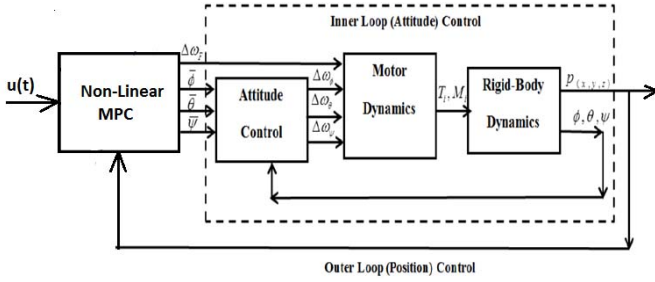 Inner Loop (Attitude) Control
u(t)
Non-Linear
MPC
Δω_z
ϕ̄
θ̄
ψ̄
Attitude
Control
Δω_ϕ
Δω_θ
Δω_ψ
Motor
Dynamics
T_i, M_i
Rigid-Body
Dynamics
p_(x,y,z)
ϕ, θ, ψ
Outer Loop (Position) Control